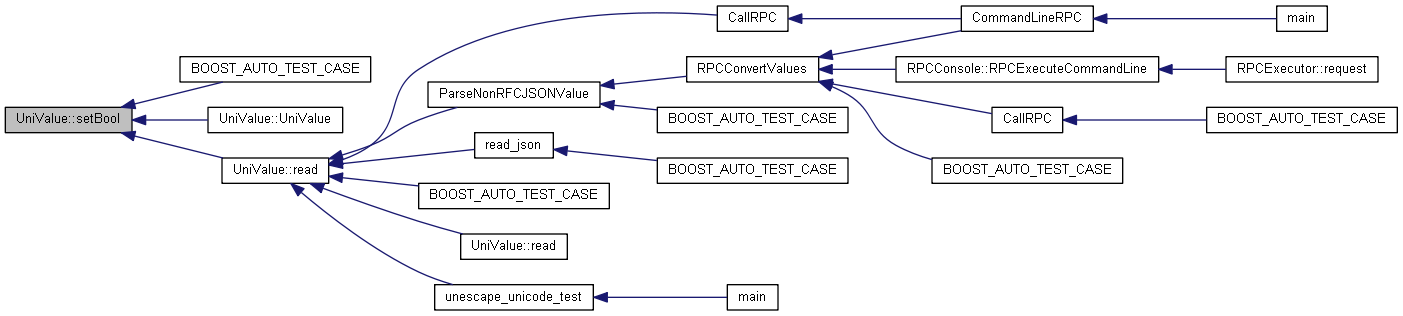 CallRPC
CommandLineRPC
main
BOOST_AUTO_TEST_CASE
RPCConvertValues
RPCConsole::RPCExecuteCommandLine
RPCExecutor::request
ParseNonRFCJSONValue
UniValue::setBool
UniValue::UniValue
BOOST_AUTO_TEST_CASE
CallRPC
BOOST_AUTO_TEST_CASE
read_json
UniValue::read
BOOST_AUTO_TEST_CASE
BOOST_AUTO_TEST_CASE
BOOST_AUTO_TEST_CASE
UniValue::read
unescape_unicode_test
main